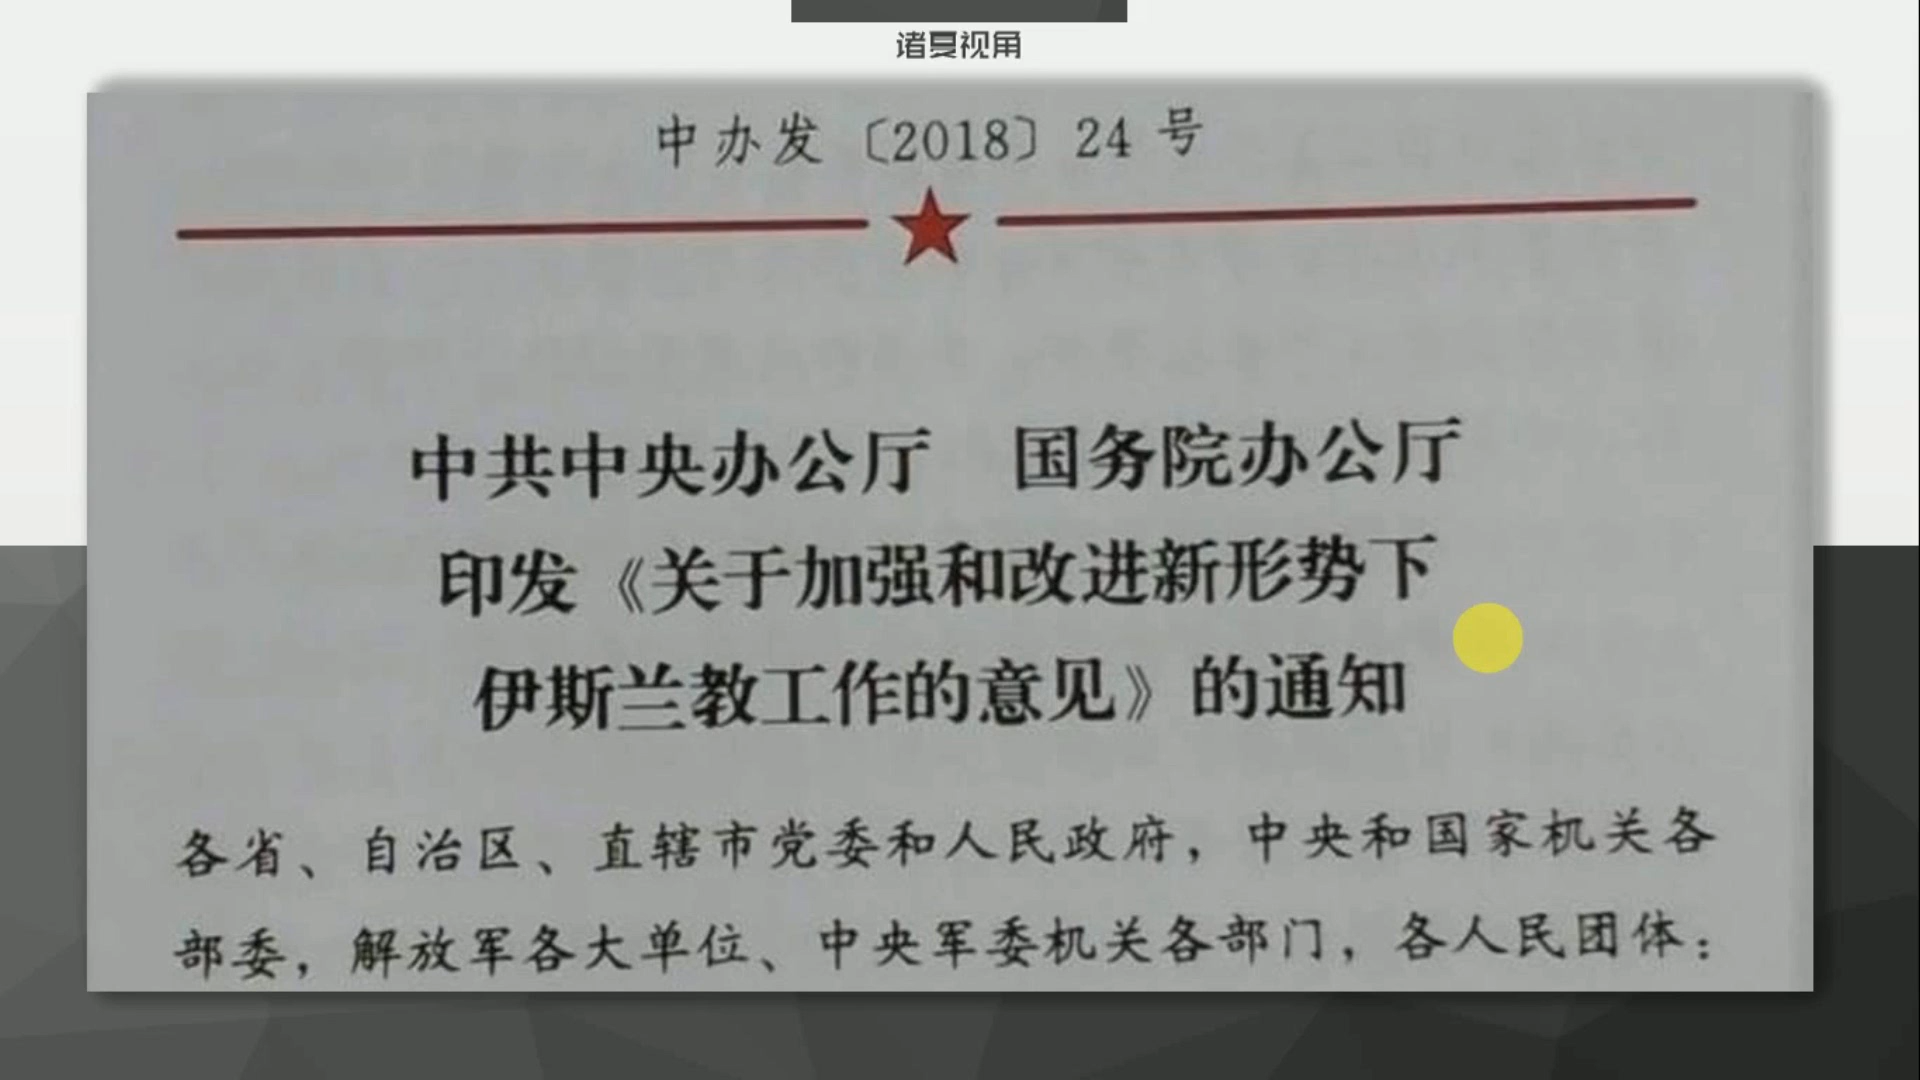 诸夏视角
中办发〔2018〕24号
中共中央办公厅 国务院办公厅
印发《关于加强和改进新形势下
伊斯兰教工作的意见》的通知
各省、自治区、直辖市党委和人民政府，中央和国家机关各
部委，解放军各大单位、中央军委机关各部门，各人民团体：